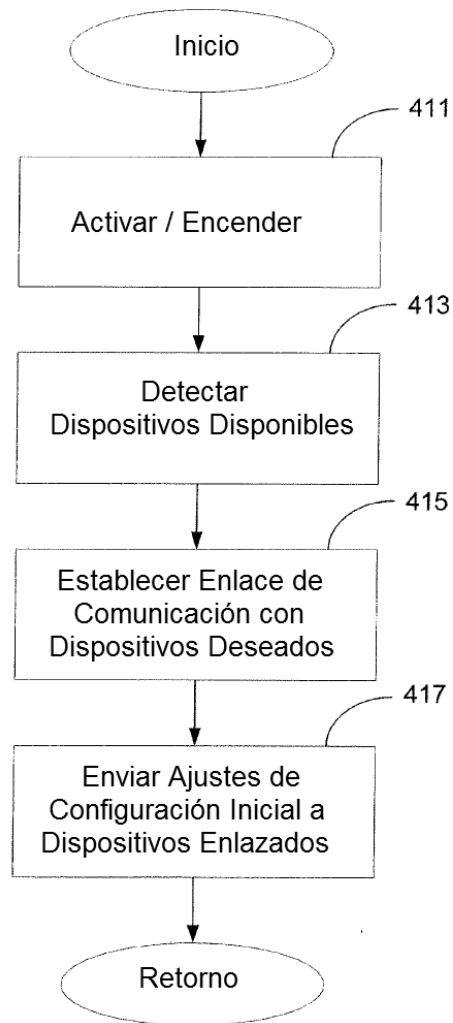 Inicio
411
Activar / Encender
413
Detectar
Dispositivos Disponibles
415
Establecer Enlace de
Comunicación con
Dispositivos Deseados
417
Enviar Ajustes de
Configuración Inicial a
Dispositivos Enlazados
Retorno